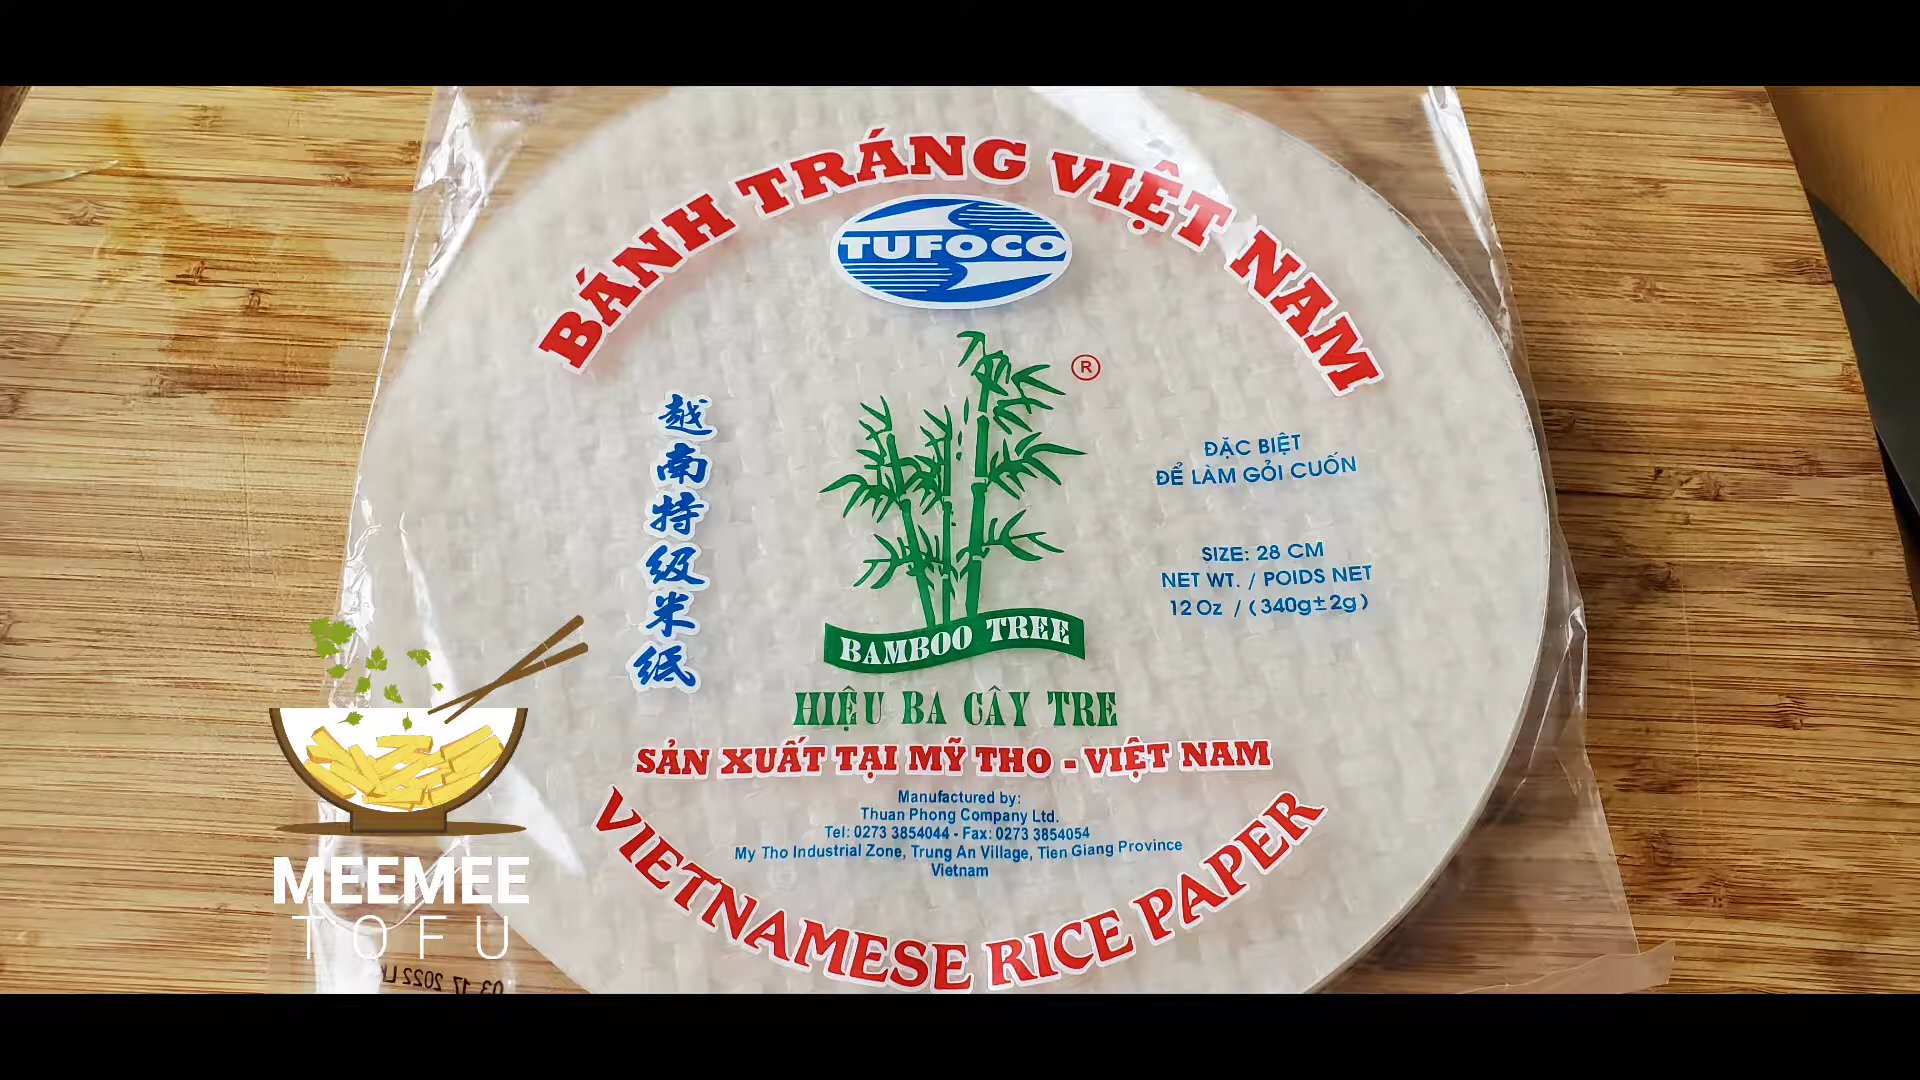 BÁNH TRÁNG VIỆT NAM
TUFOCO
®
越南特级米纸
ĐẶC BIỆT
ĐỂ LÀM GỎI CUỐN
SIZE: 28 CM
NET WT. / POIDS NET
12 Oz / (340g±2g)
BAMBOO TREE
HIỆU BA CÂY TRE
SẢN XUẤT TẠI MỸ THO - VIỆT NAM
Manufactured by:
Thuan Phong Company Ltd.
Tel: 0273 3854044 - Fax: 0273 3854054
My Tho Industrial Zone, Trung An Village, Tien Giang Province
Vietnam
VIETNAMESE RICE PAPER
MEEMEE
TOFU
03 17 2022